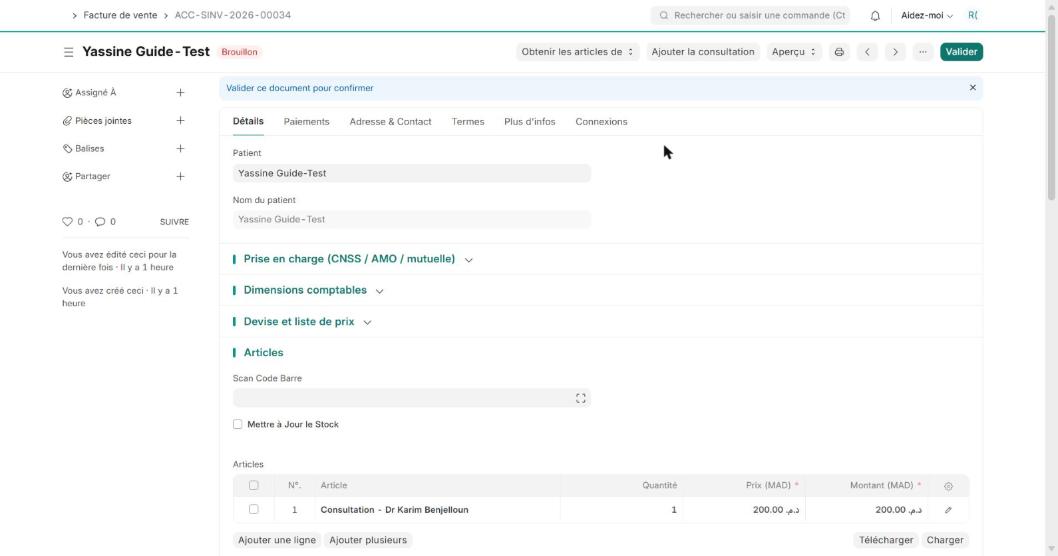 Facture de vente
ACC-SINV-2026-00034
Rechercher ou saisir une commande (Ct
Aidez-moi
R(
Yassine Guide-Test
Brouillon
Obtenir les articles de
Ajouter la consultation
Aperçu
...
Valider
Assigné À
Pièces jointes
Balises
Partager
0 · 0
SUIVRE
Vous avez édité ceci pour la
dernière fois · Il y a 1 heure
Vous avez créé ceci · Il y a 1
heure
Valider ce document pour confirmer
Détails
Paiements
Adresse & Contact
Termes
Plus d'infos
Connexions
Patient
Yassine Guide-Test
Nom du patient
Yassine Guide-Test
Prise en charge (CNSS / AMO / mutuelle)
Dimensions comptables
Devise et liste de prix
Articles
Scan Code Barre
Mettre à Jour le Stock
Articles
N°. Article Quantité Prix (MAD) * Montant (MAD) *
1 Consultation - Dr Karim Benjelloun 1 200.00 د.م. 200.00 د.م.
Ajouter une ligne
Ajouter plusieurs
Télécharger
Charger